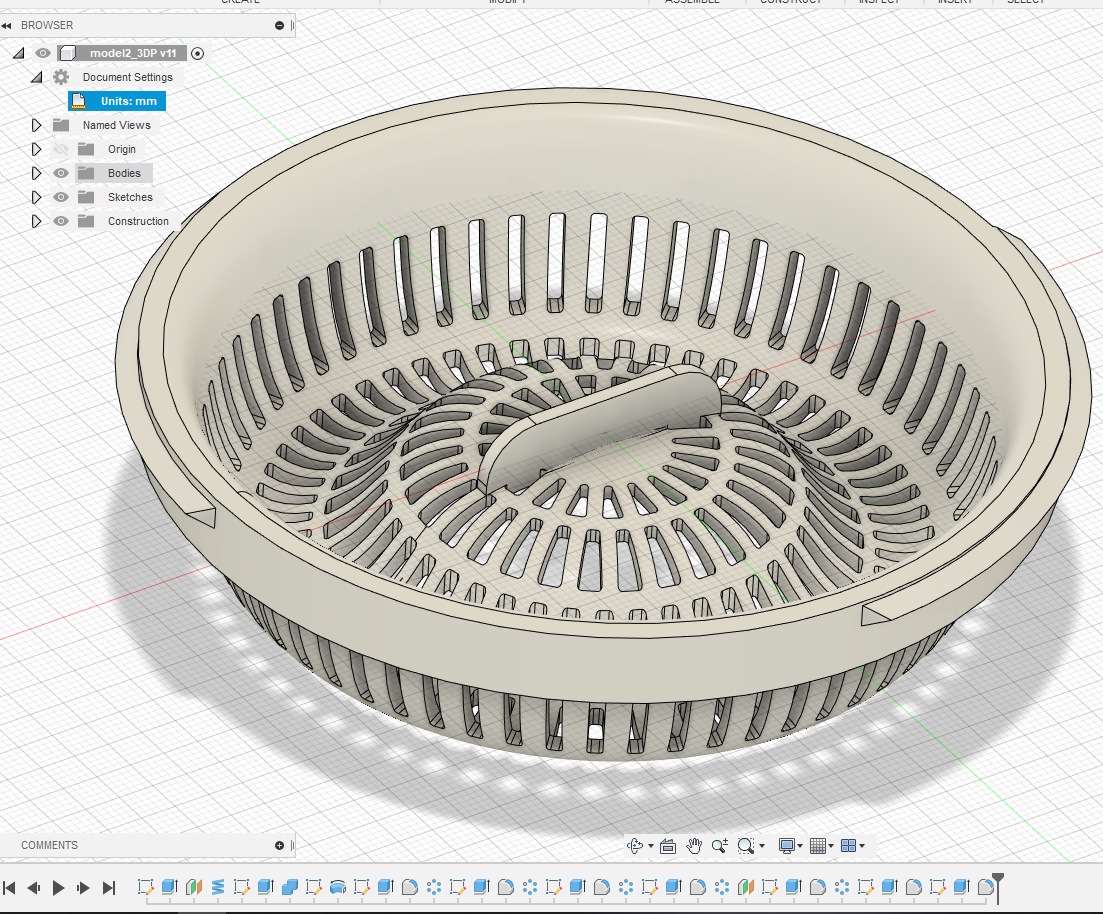 CREATE MODIFY ASSEMBLE CONSTRUCT INSPECT INSERT SELECT
BROWSER
model2_3DP v11
Document Settings
Units: mm
Named Views
Origin
Bodies
Sketches
Construction
COMMENTS